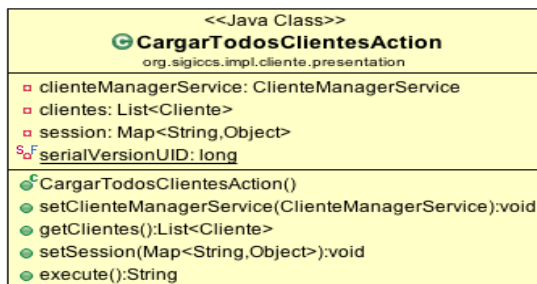 <<Java Class>>
CargarTodosClientesAction
org.sigiccs.impl.cliente.presentation
clienteManagerService: ClienteManagerService
clientes: List<Cliente>
session: Map<String,Object>
serialVersionUID: long
CargarTodosClientesAction()
setClienteManagerService(ClienteManagerService):void
getClientes():List<Cliente>
setSession(Map<String,Object>):void
execute():String